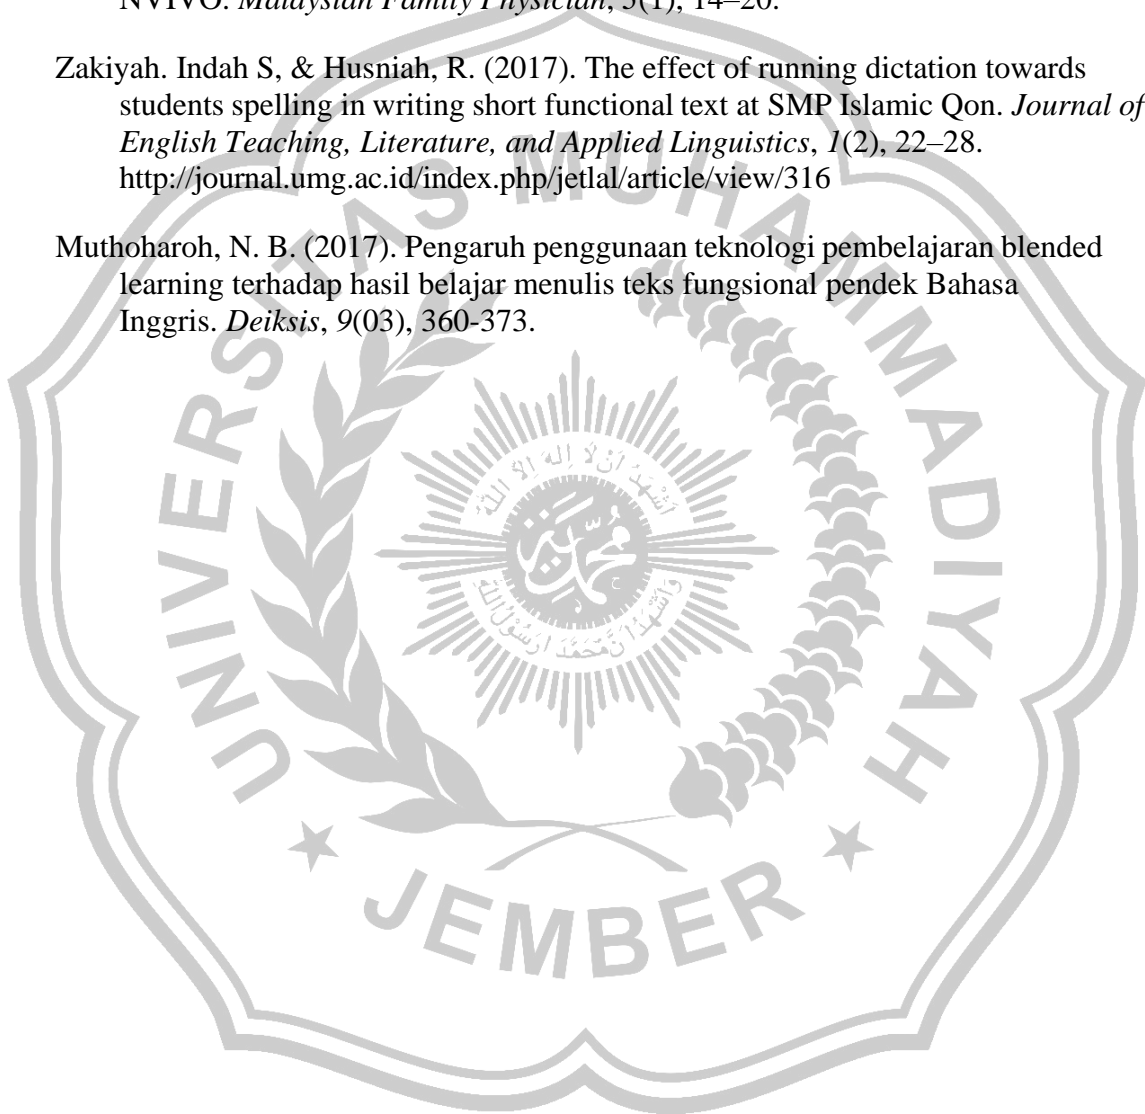 NVIVO. Malaysian Family Physician, 3(1), 14–20.
Zakiyah. Indah S, & Husniah, R. (2017). The effect of running dictation towards
students spelling in writing short functional text at SMP Islamic Qon. Journal of
English Teaching, Literature, and Applied Linguistics, 1(2), 22–28.
http://journal.umg.ac.id/index.php/jetlal/article/view/316
Muthoharoh, N. B. (2017). Pengaruh penggunaan teknologi pembelajaran blended
learning terhadap hasil belajar menulis teks fungsional pendek Bahasa
Inggris. Deiksis, 9(03), 360-373.
UNIVERSITAS MUHAMMADIYAH
JEMBER